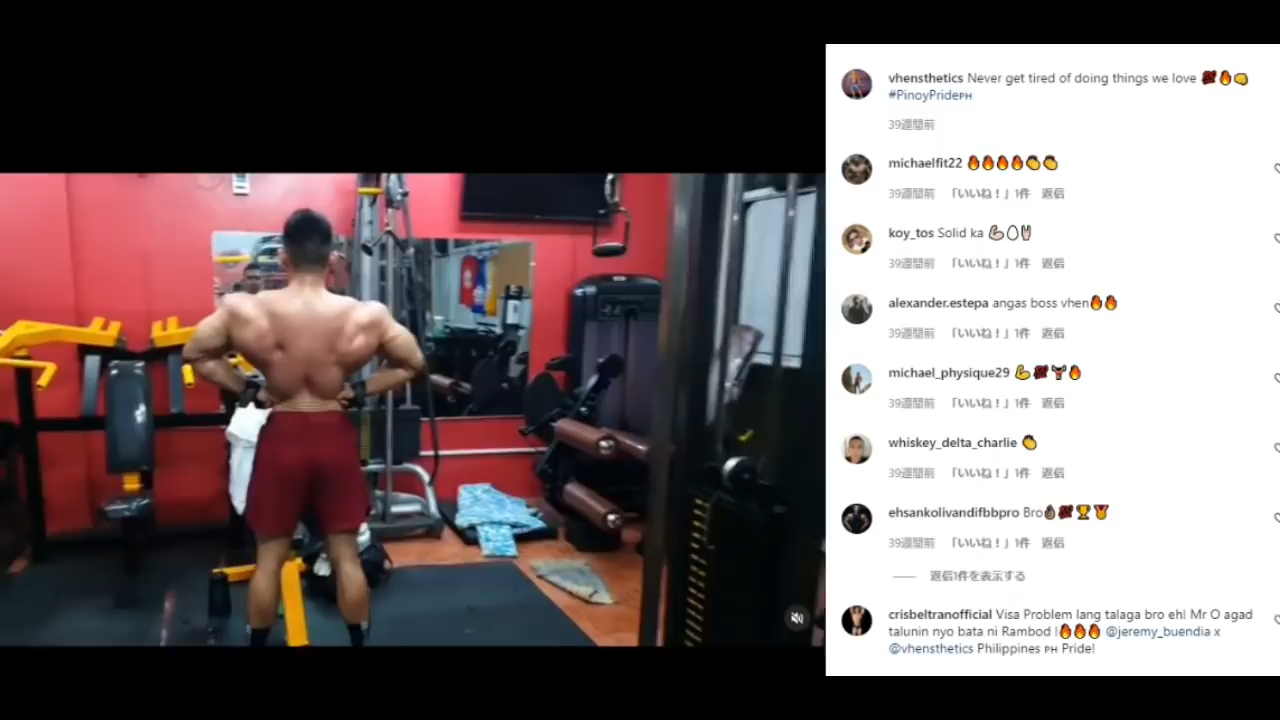 vhensthetics Never get tired of doing things we love 💯🔥👊
#PinoyPridePH
39週間前
michaelfit22 🔥🔥🔥🔥👏👏
39週間前 「いいね！」1件 返信
koy_tos Solid ka 💪🏻🥚🤘🏻
39週間前 「いいね！」1件 返信
alexander.estepa angas boss vhen🔥🔥
39週間前 「いいね！」1件 返信
michael_physique29 💪💯🏋🔥
39週間前 「いいね！」1件 返信
whiskey_delta_charlie 👏
39週間前 「いいね！」1件 返信
ehsankolivandifbbpro Bro👌🏿💯🏆🏅
39週間前 「いいね！」1件 返信
返信1件を表示する
crisbeltranofficial Visa Problem lang talaga bro eh! Mr O agad
talunin nyo bata ni Rambod !🔥🔥🔥 @jeremy_buendia x
@vhensthetics Philippines PH Pride!